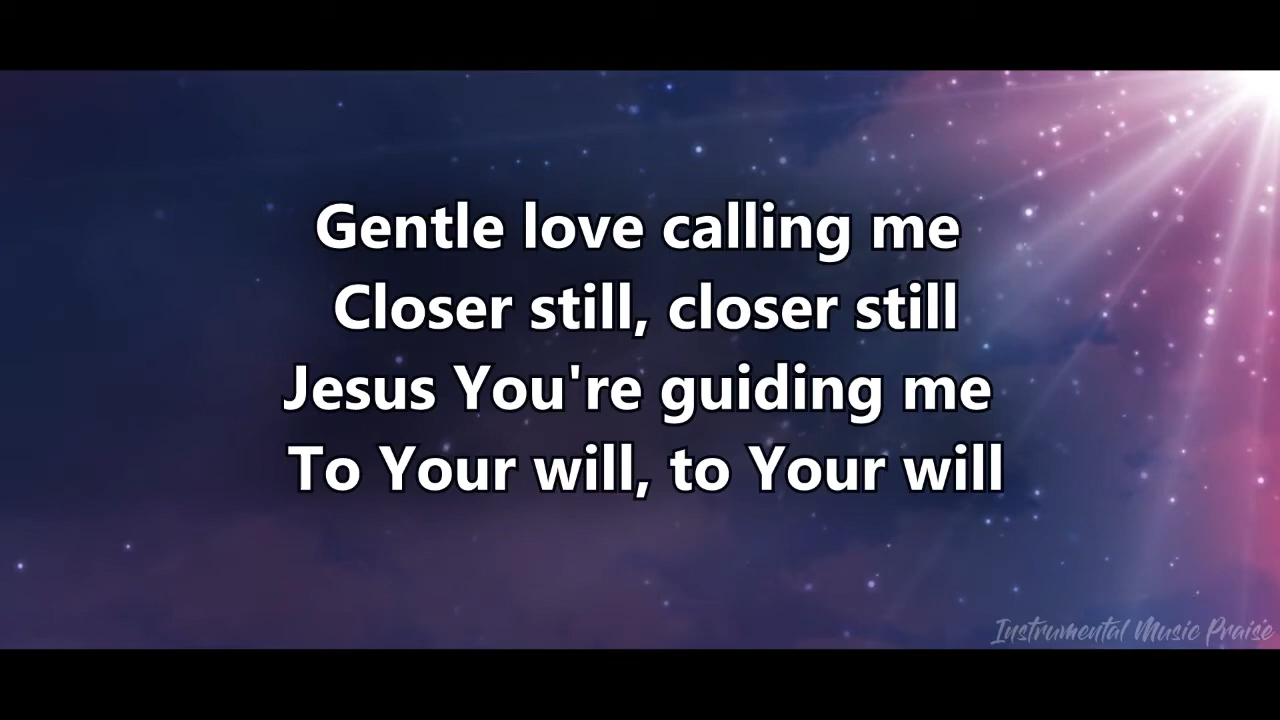 Gentle love calling me
Closer still, closer still
Jesus You're guiding me
To Your will, to Your will
Instrumental Music Praise